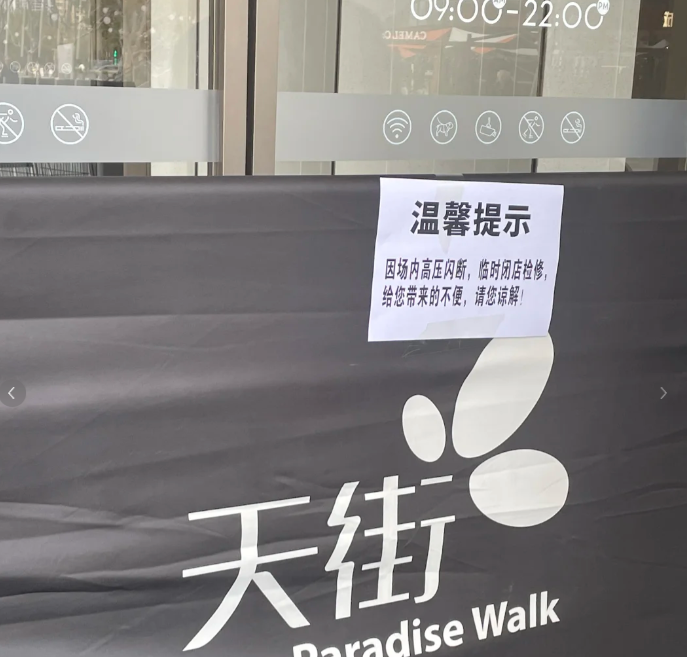 09:00-22:00
CAMELC
温馨提示
因场内高压闪断，临时闭店检修，
给您带来的不便，请您谅解！
天街
Paradise Walk